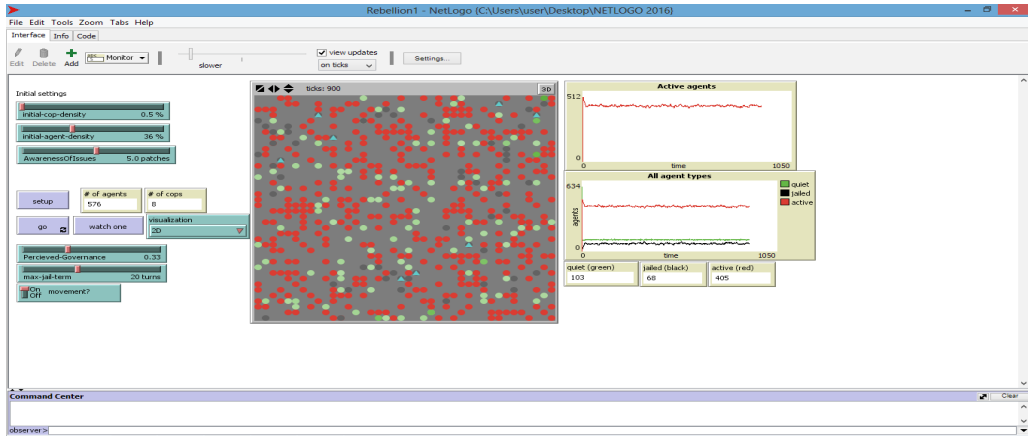 Rebellion1 - NetLogo {C:\Users\user\Desktop\NETLOGO 2016}
File Edit Tools Zoom Tabs Help
Interface Info Code
Edit Delete Add
abc Monitor
slower
view updates
on ticks
Settings...
Initial settings
initial-cop-density 0.5 %
initial-agent-density 36 %
AwarenessOfIssues 5.0 patches
setup
# of agents
576
# of cops
8
go
watch one
visualization
2D
Percieved-Governance 0.33
max-jail-term 20 turns
On
Off
movement?
ticks: 900
3D
Active agents
512
0
0 time 1050
All agent types
634
agents
0
0 time 1050
quiet
jailed
active
quiet (green)
103
jailed (black)
68
active (red)
405
Command Center
Clear
observer>